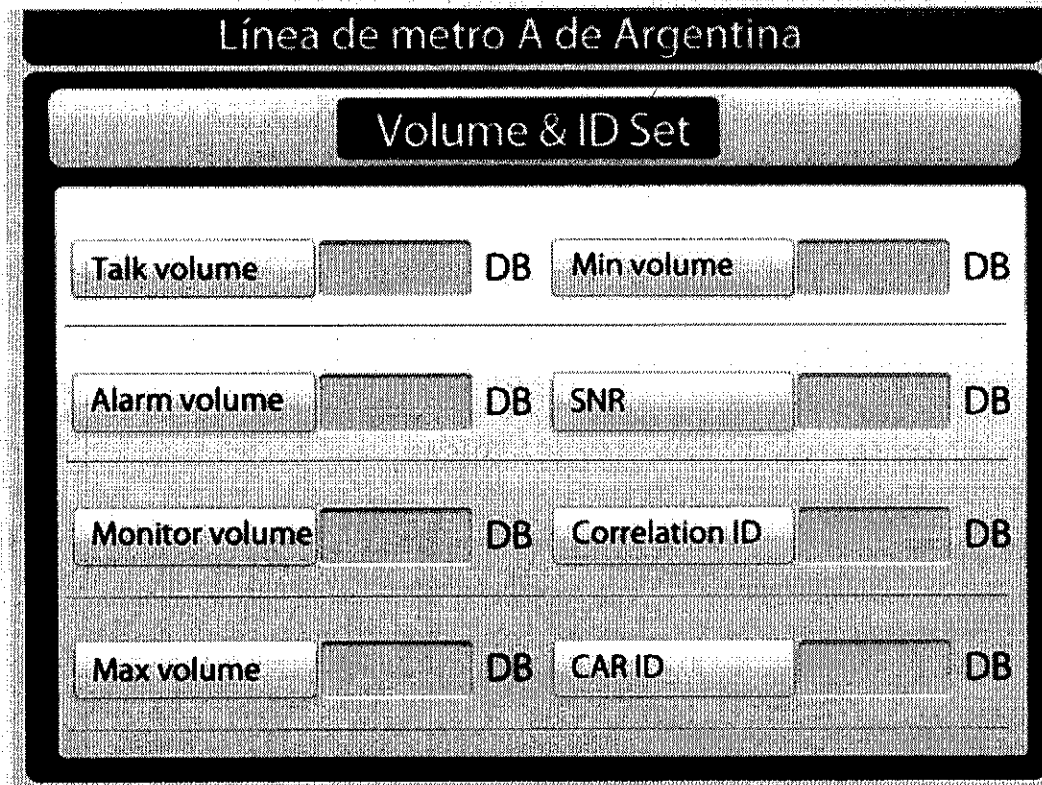 Línea de metro A de Argentina
Volume & ID Set
Talk volume DB Min volume DB
Alarm volume DB SNR DB
Monitor volume DB Correlation ID DB
Max volume DB CAR ID DB